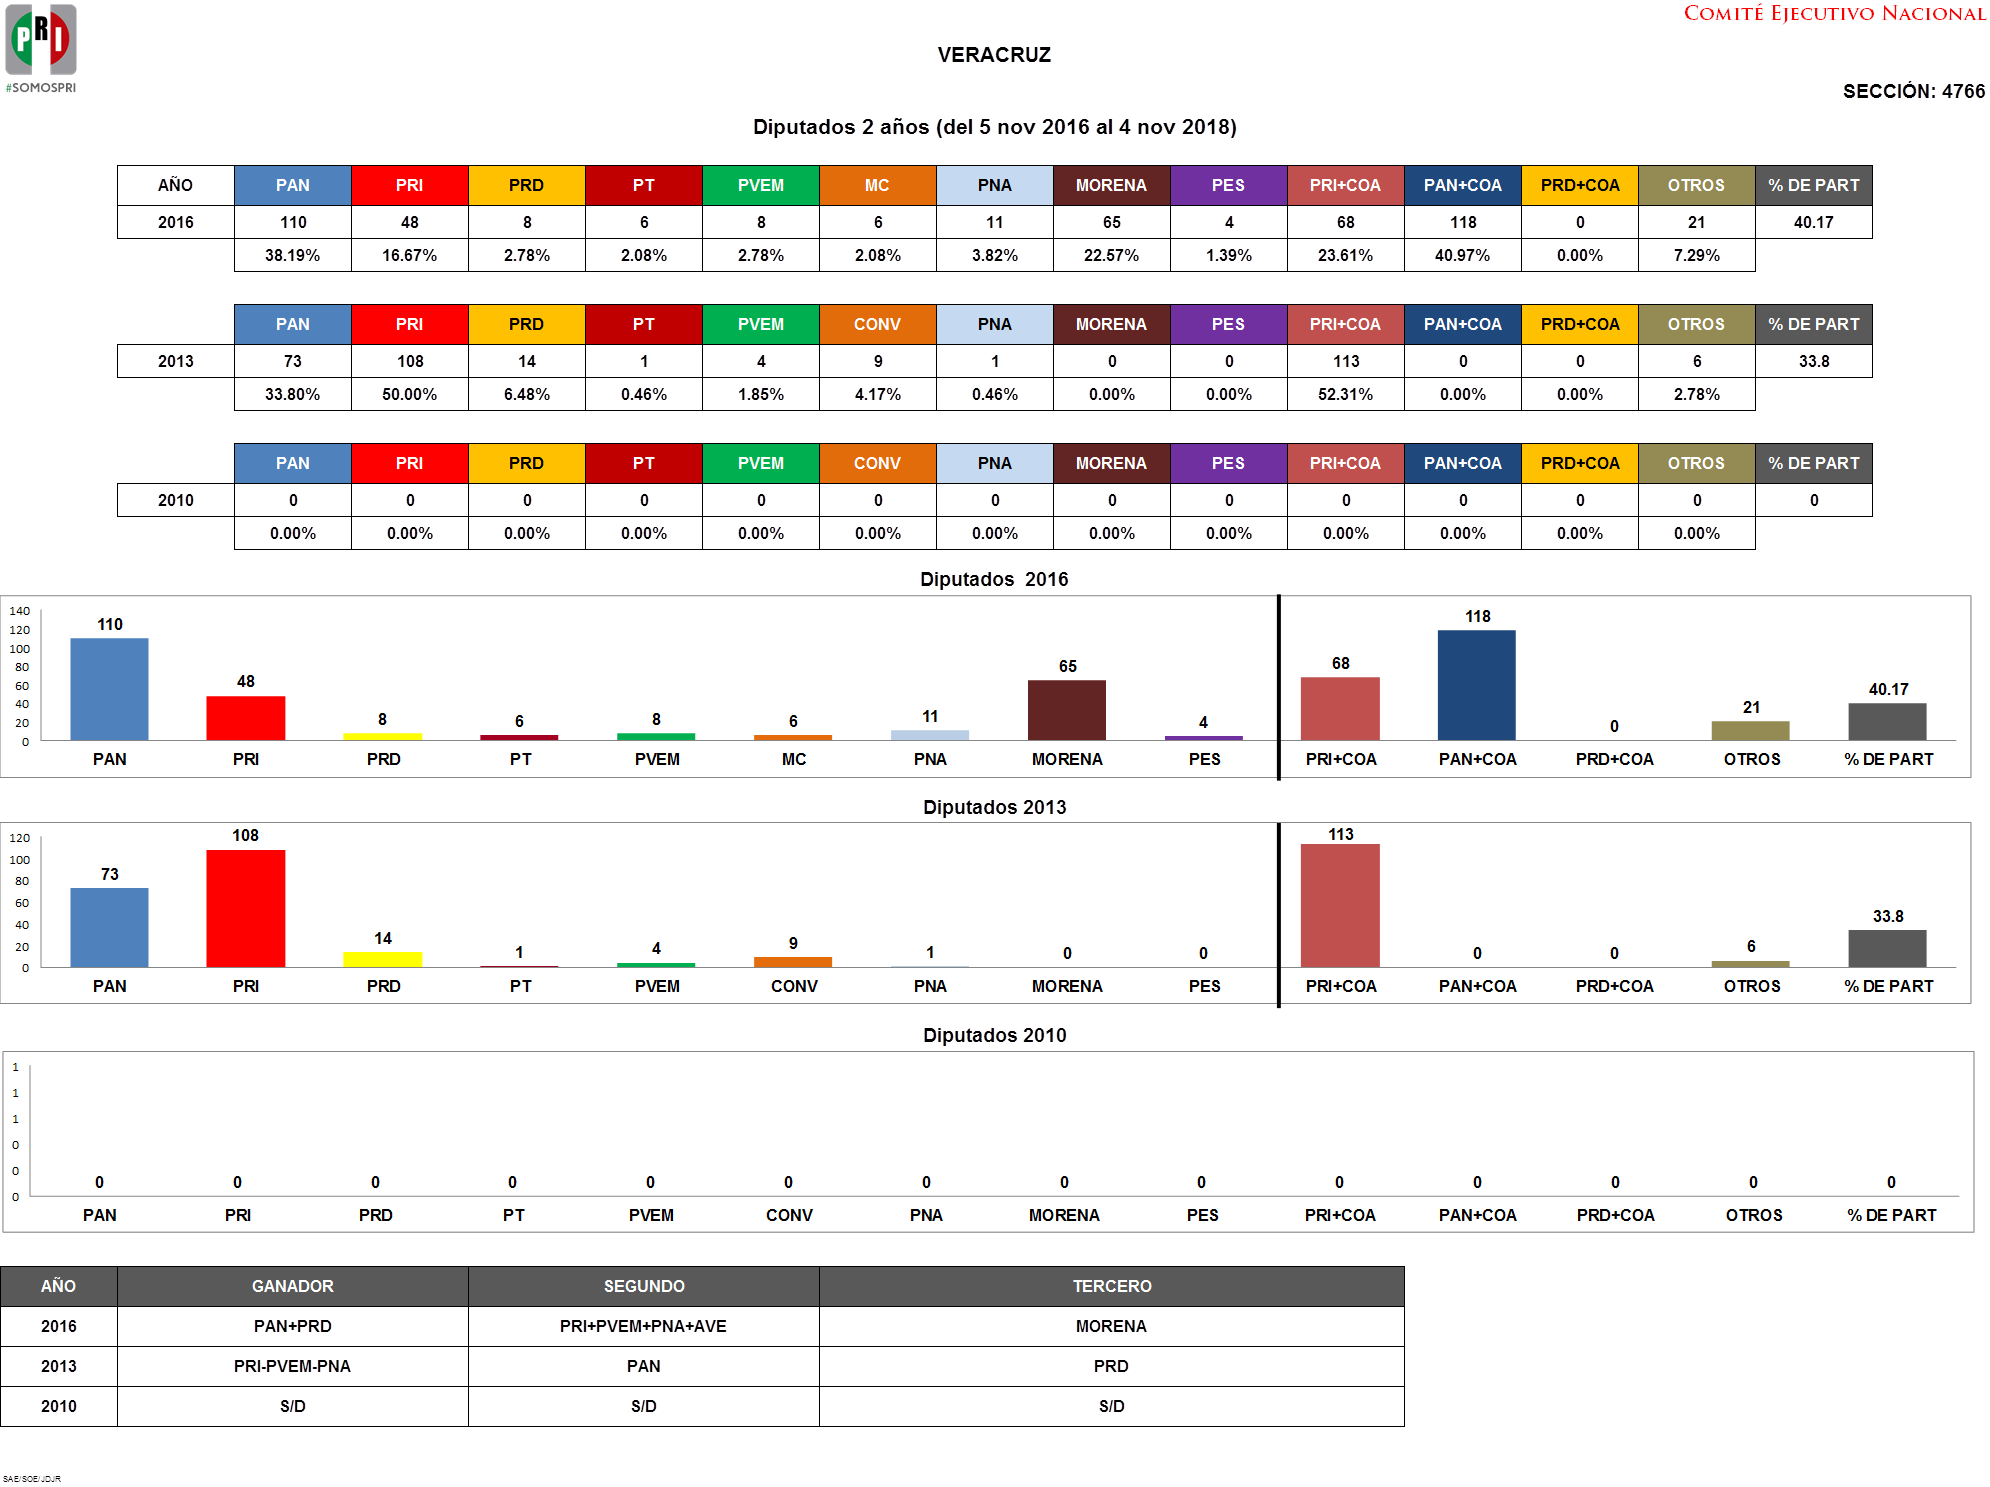 PRI
#SOMOSPRI
COMITÉ EJECUTIVO NACIONAL
VERACRUZ
SECCIÓN: 4766
Diputados 2 años (del 5 nov 2016 al 4 nov 2018)
AÑO PAN PRI PRD PT PVEM MC PNA MORENA PES PRI+COA PAN+COA PRD+COA OTROS % DE PART
2016 110 48 8 6 8 6 11 65 4 68 118 0 21 40.17
38.19% 16.67% 2.78% 2.08% 2.78% 2.08% 3.82% 22.57% 1.39% 23.61% 40.97% 0.00% 7.29%
PAN PRI PRD PT PVEM CONV PNA MORENA PES PRI+COA PAN+COA PRD+COA OTROS % DE PART
2013 73 108 14 1 4 9 1 0 0 113 0 0 6 33.8
33.80% 50.00% 6.48% 0.46% 1.85% 4.17% 0.46% 0.00% 0.00% 52.31% 0.00% 0.00% 2.78%
PAN PRI PRD PT PVEM CONV PNA MORENA PES PRI+COA PAN+COA PRD+COA OTROS % DE PART
2010 0 0 0 0 0 0 0 0 0 0 0 0 0 0
0.00% 0.00% 0.00% 0.00% 0.00% 0.00% 0.00% 0.00% 0.00% 0.00% 0.00% 0.00% 0.00%
Diputados 2016
140
120
100
80
60
40
20
0
110 48 8 6 8 6 11 65 4 68 118 0 21 40.17
PAN PRI PRD PT PVEM MC PNA MORENA PES PRI+COA PAN+COA PRD+COA OTROS % DE PART
Diputados 2013
120
100
80
60
40
20
0
73 108 14 1 4 9 1 0 0 113 0 0 6 33.8
PAN PRI PRD PT PVEM CONV PNA MORENA PES PRI+COA PAN+COA PRD+COA OTROS % DE PART
Diputados 2010
1
1
1
0
0
0
0 0 0 0 0 0 0 0 0 0 0 0 0 0
PAN PRI PRD PT PVEM CONV PNA MORENA PES PRI+COA PAN+COA PRD+COA OTROS % DE PART
AÑO GANADOR SEGUNDO TERCERO
2016 PAN+PRD PRI+PVEM+PNA+AVE MORENA
2013 PRI-PVEM-PNA PAN PRD
2010 S/D S/D S/D
SAE/SOE/JDJR